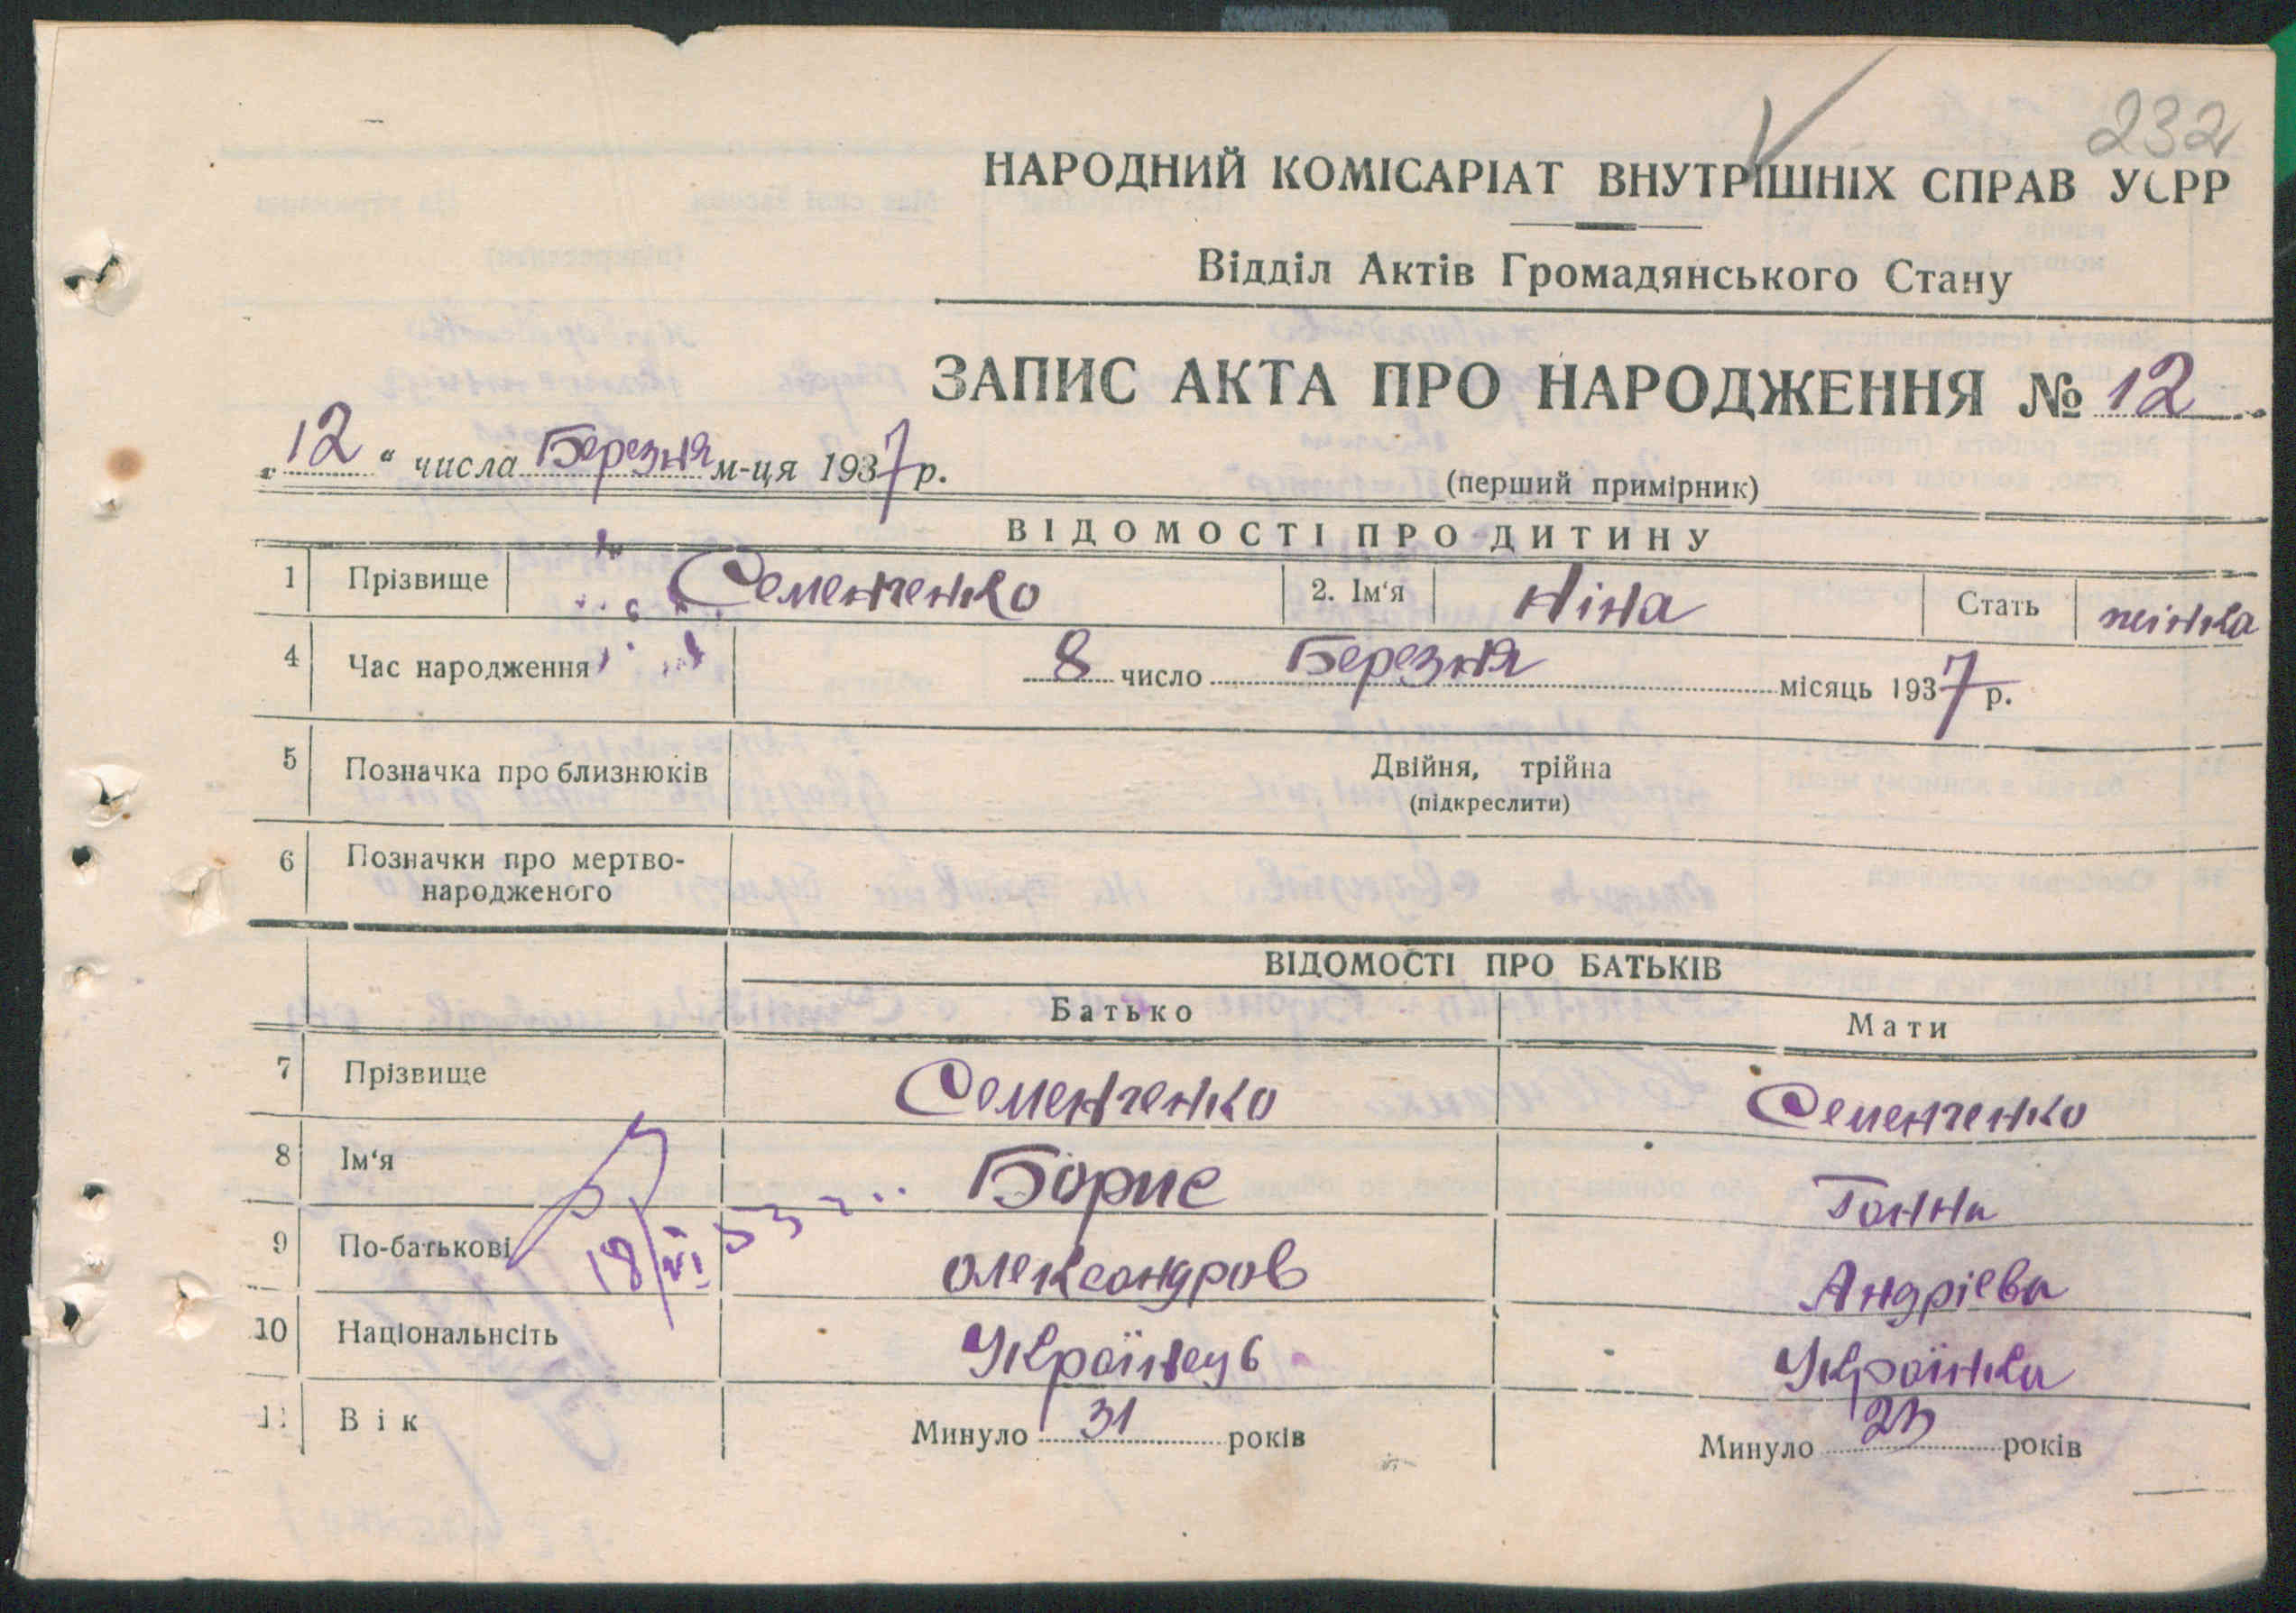 232
НАРОДНИЙ КОМІСАРІАТ ВНУТРІШНІХ СПРАВ УСРР
Відділ Актів Громадянського Стану
ЗАПИС АКТА ПРО НАРОДЖЕННЯ № 12
„12“ числа Березня м-ця 1937 р.
(перший примірник)
ВІДОМОСТІ ПРО ДИТИНУ
1 Прізвище Семенченко 2. Ім'я Ніна Стать жінка
4 Час народження 8 число Березня місяць 1937 р.
5 Позначка про близнюків Двійня, трійна
(підкреслити)
6 Позначки про мертво-
народженого
ВІДОМОСТІ ПРО БАТЬКІВ
Батько Мати
7 Прізвище Семенченко Семенченко
8 Ім'я Борис Ганна
9 По-батькові Олександров Андрієва
18/VI 53
10 Національнсіть Українець Українка
11 Вік Минуло 31 років Минуло 23 років